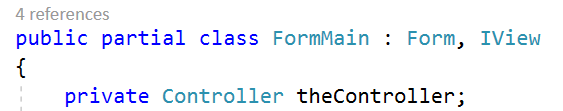 4 references
public partial class FormMain : Form, IView
{
private Controller theController;